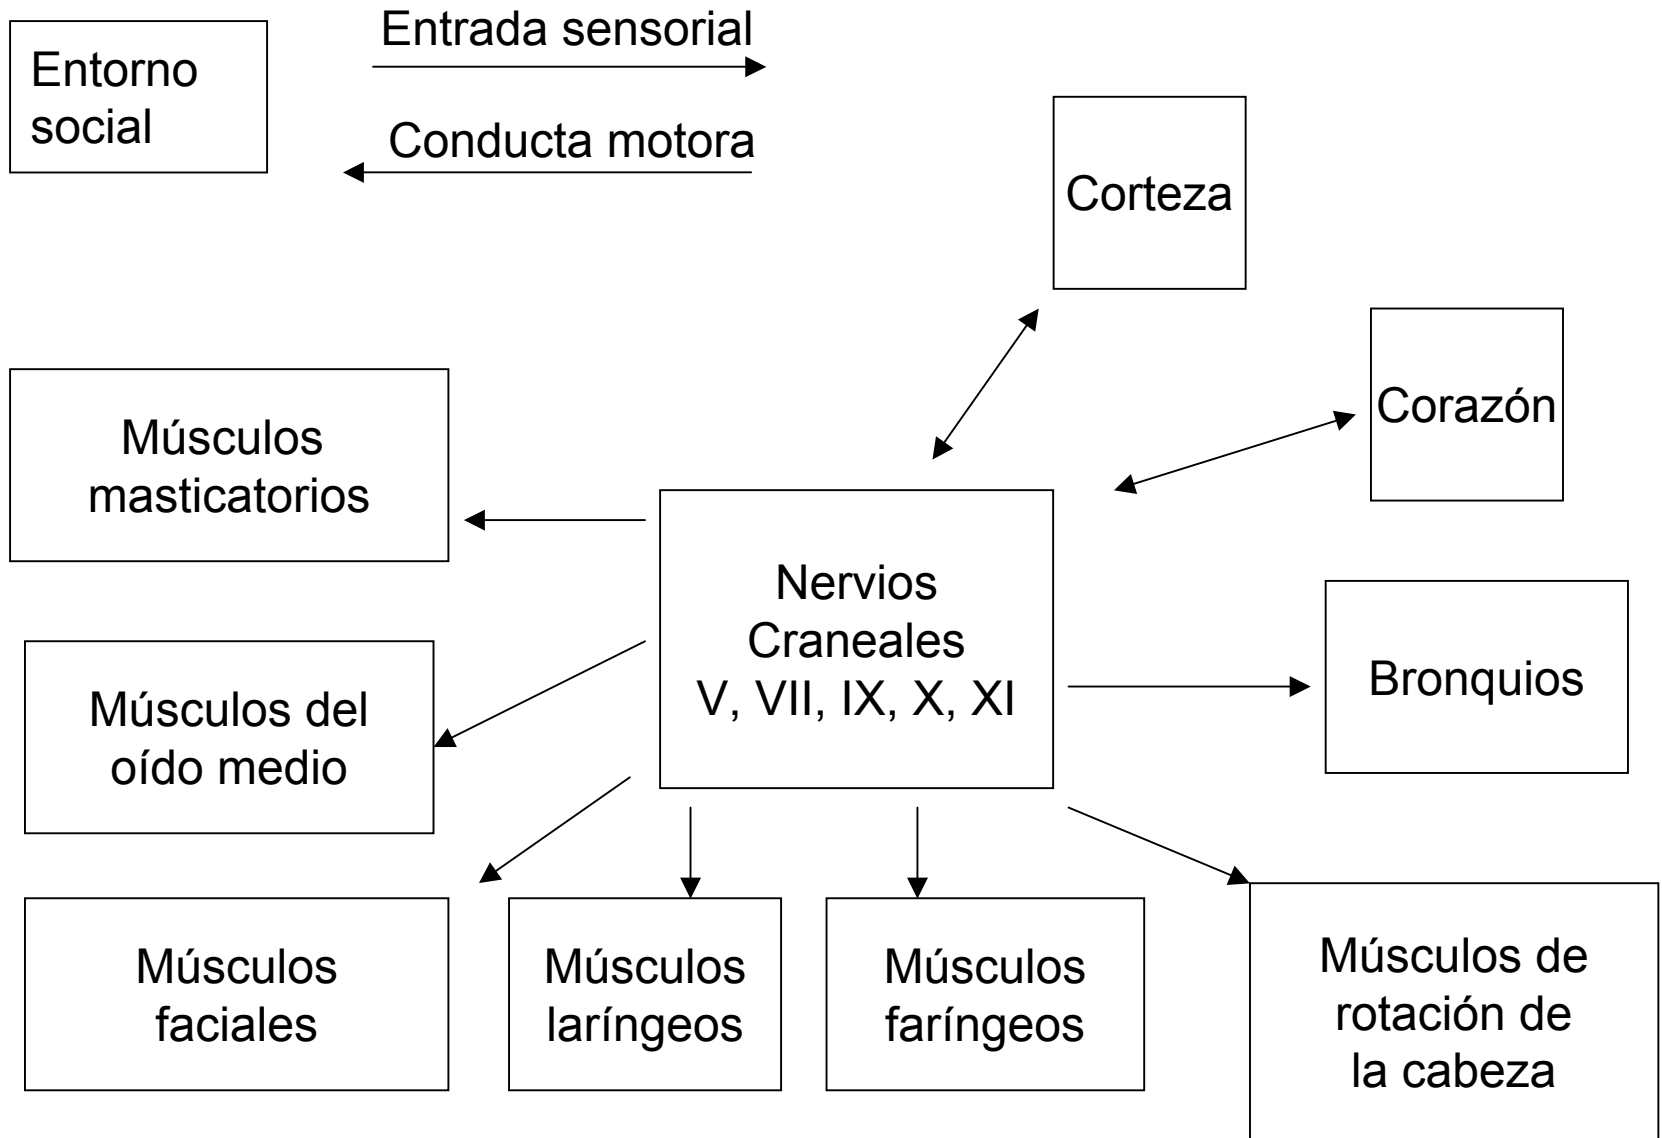 Entorno
social
Entrada sensorial
Conducta motora
Corteza
Corazón
Músculos
masticatorios
Nervios
Craneales
V, VII, IX, X, XI
Bronquios
Músculos del
oído medio
Músculos
faciales
Músculos
laríngeos
Músculos
faríngeos
Músculos de
rotación de
la cabeza